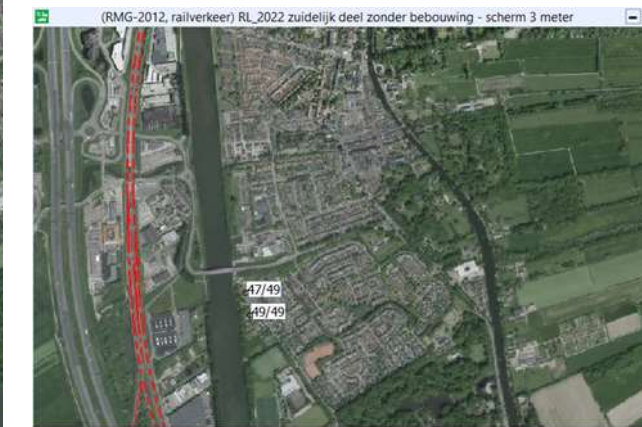 (RMG-2012, railverkeer) RL_2022 zuidelijk deel zonder bebouwing - scherm 3 meter
47/49
49/49